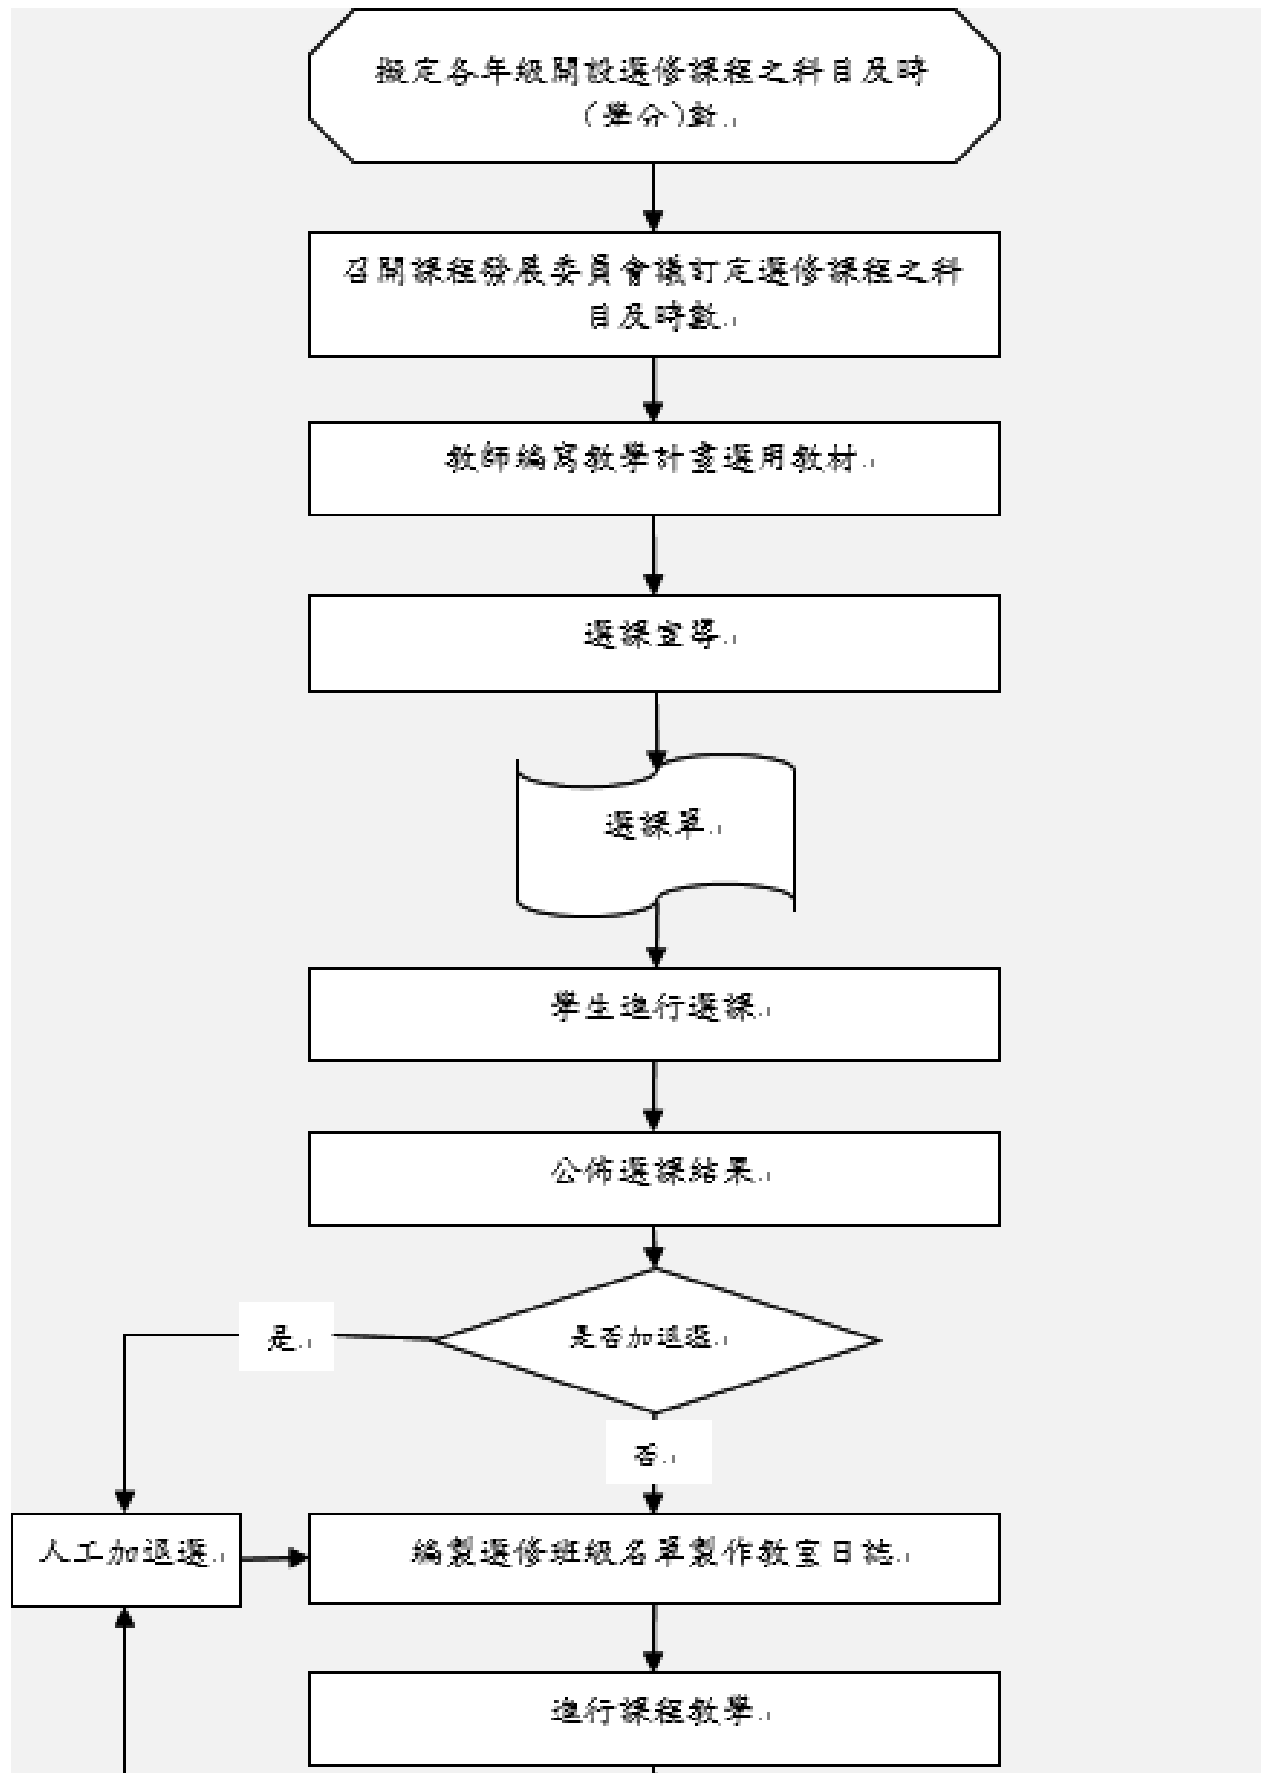 擬定各年級開設選修課程之科目及時
(學分)數
召開課程發展委員會議訂定選修課程之科
目及時數
教師編寫教學計畫選用教材
選課宣導
選課單
學生進行選課
公佈選課結果
是否加退選
是
否
人工加退選
編製選修班級名單製作教室日誌
進行課程教學